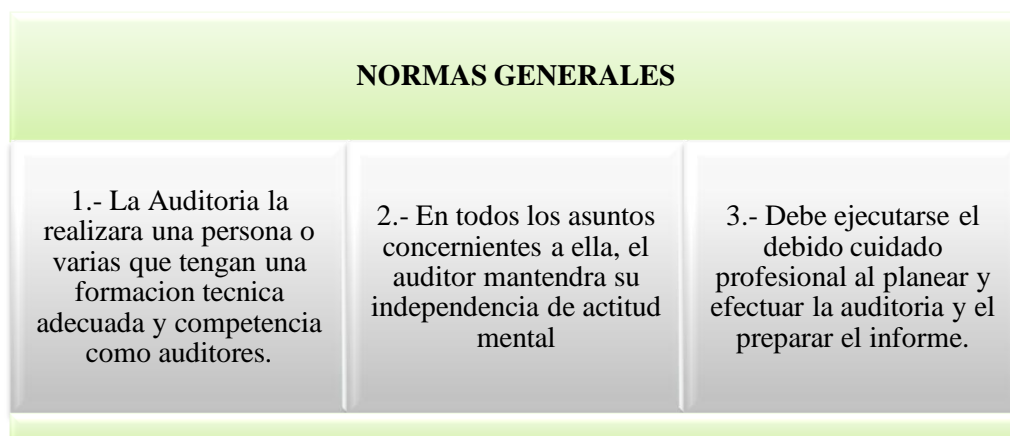 NORMAS GENERALES
1.- La Auditoria la
realizara una persona o
varias que tengan una
formacion tecnica
adecuada y competencia
como auditores.
2.- En todos los asuntos
concernientes a ella, el
auditor mantendra su
independencia de actitud
mental
3.- Debe ejecutarse el
debido cuidado
profesional al planear y
efectuar la auditoria y el
preparar el informe.